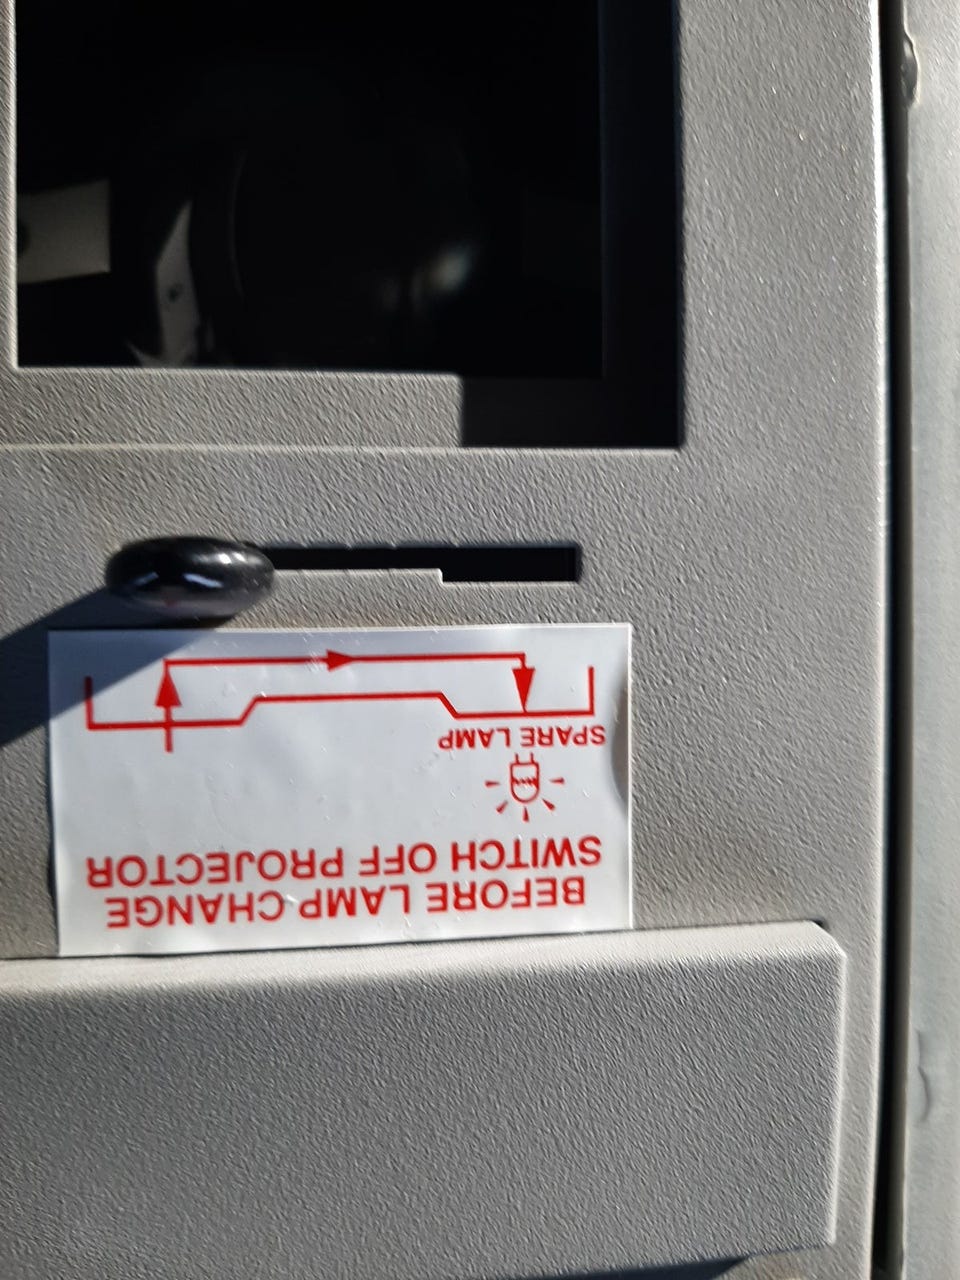 BEFORE LAMP CHANGE
SWITCH OFF PROJECTOR
SPARE LAMP